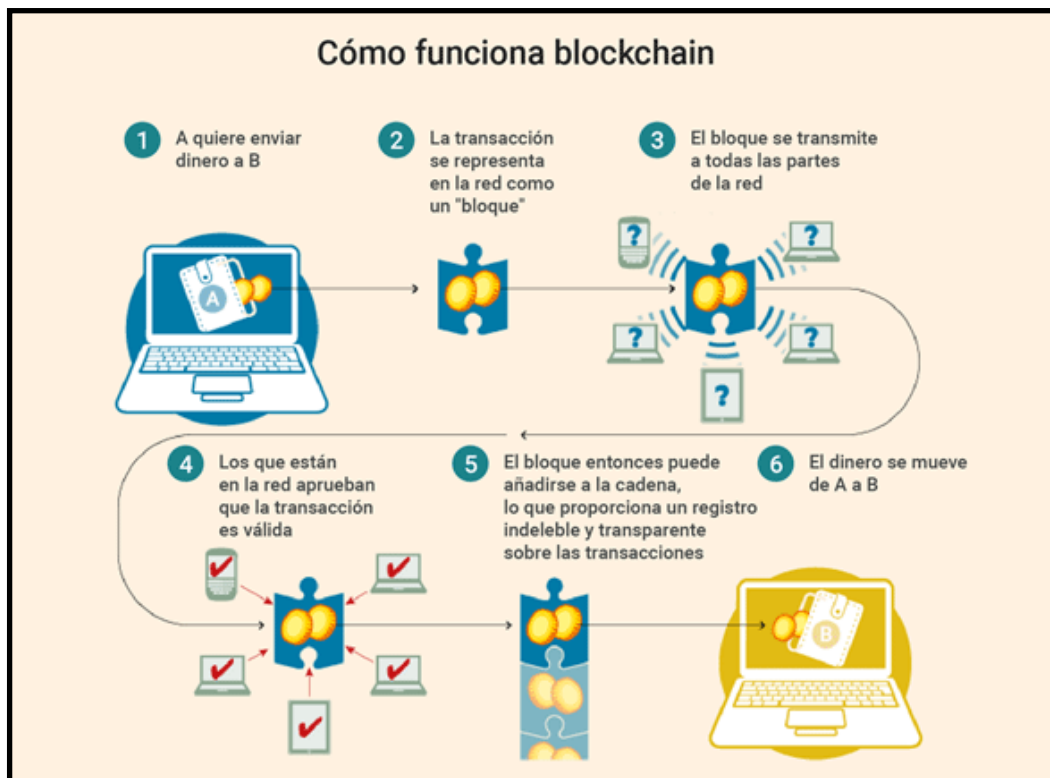 Cómo funciona blockchain
1 A quiere enviar
dinero a B
2 La transacción
se representa
en la red como
un "bloque"
3 El bloque se transmite
a todas las partes
de la red
A
?
?
?
?
?
4 Los que están
en la red aprueban
que la transacción
es válida
5 El bloque entonces puede
añadirse a la cadena,
lo que proporciona un registro
indeleble y transparente
sobre las transacciones
6 El dinero se mueve
de A a B
B